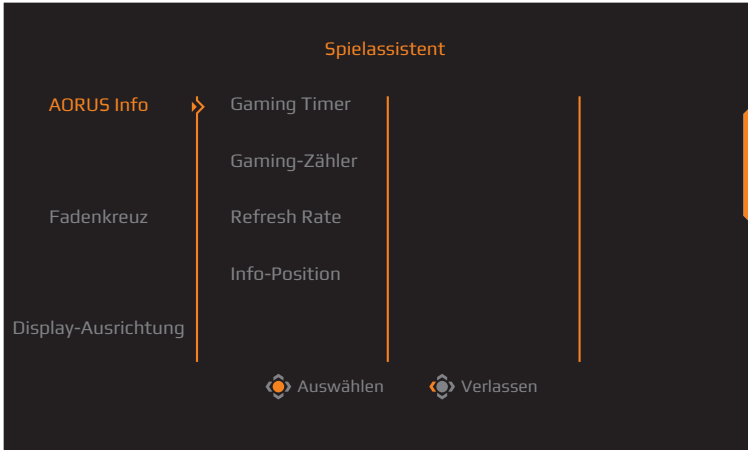 Spielassistent
AORUS Info
Gaming Timer
Gaming-Zähler
Fadenkreuz
Refresh Rate
Info-Position
Display-Ausrichtung
Auswählen
Verlassen